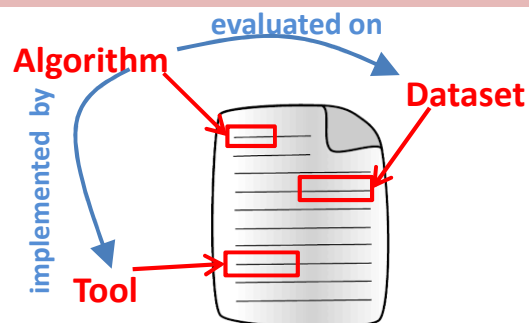 evaluated on
Algorithm
Dataset
implemented by
Tool